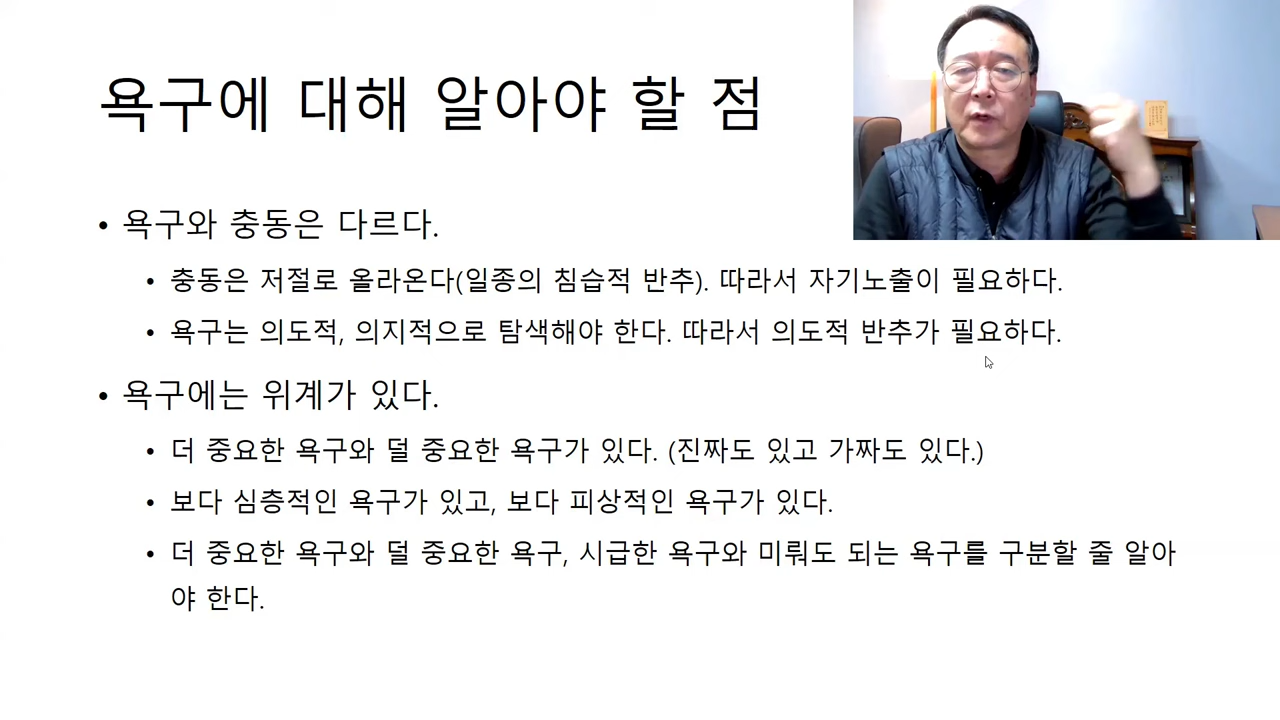 욕구에 대해 알아야 할 점
• 욕구와 충동은 다르다.
• 충동은 저절로 올라온다(일종의 침습적 반추). 따라서 자기노출이 필요하다.
• 욕구는 의도적, 의지적으로 탐색해야 한다. 따라서 의도적 반추가 필요하다.
• 욕구에는 위계가 있다.
• 더 중요한 욕구와 덜 중요한 욕구가 있다. (진짜도 있고 가짜도 있다.)
• 보다 심층적인 욕구가 있고, 보다 피상적인 욕구가 있다.
• 더 중요한 욕구와 덜 중요한 욕구, 시급한 욕구와 미뤄도 되는 욕구를 구분할 줄 알아
야 한다.